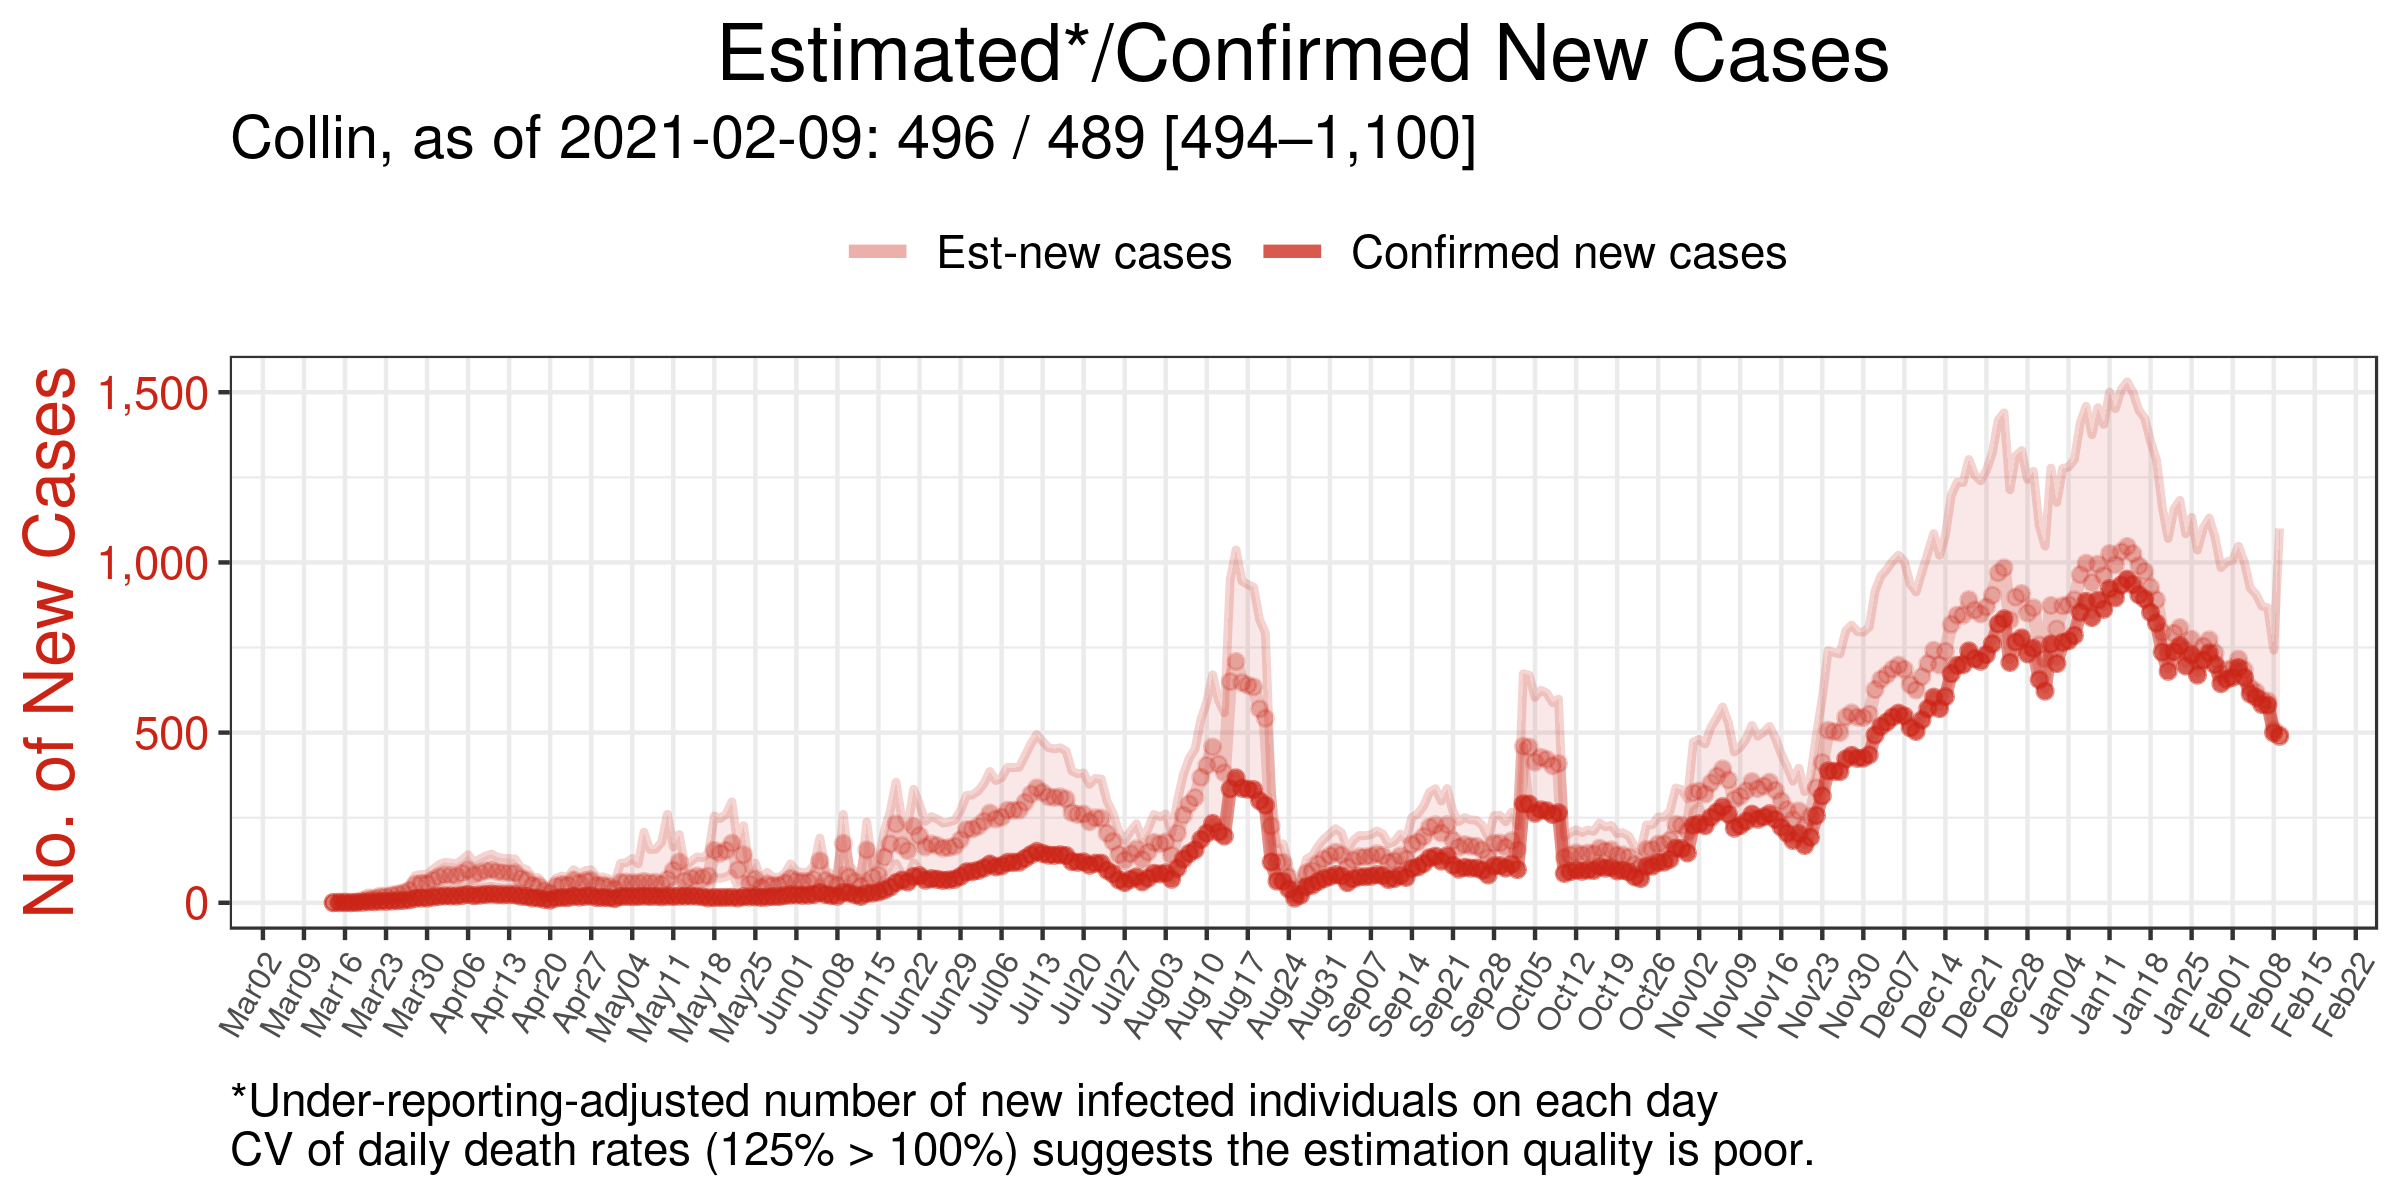 Estimated*/Confirmed New Cases
Collin, as of 2021-02-09: 496 / 489 [494–1,100]
Est-new cases Confirmed new cases
No. of New Cases
1,500
1,000
500
0
Mar02 Mar09 Mar16 Mar23 Mar30 Apr06 Apr13 Apr20 Apr27 May04 May11 May18 May25 Jun01 Jun08 Jun15 Jun22 Jun29 Jul06 Jul13 Jul20 Jul27 Aug03 Aug10 Aug17 Aug24 Aug31 Sep07 Sep14 Sep21 Sep28 Oct05 Oct12 Oct19 Oct26 Nov02 Nov09 Nov16 Nov23 Nov30 Dec07 Dec14 Dec21 Dec28 Jan04 Jan11 Jan18 Jan25 Feb01 Feb08 Feb15 Feb22
*Under-reporting-adjusted number of new infected individuals on each day
CV of daily death rates (125% > 100%) suggests the estimation quality is poor.